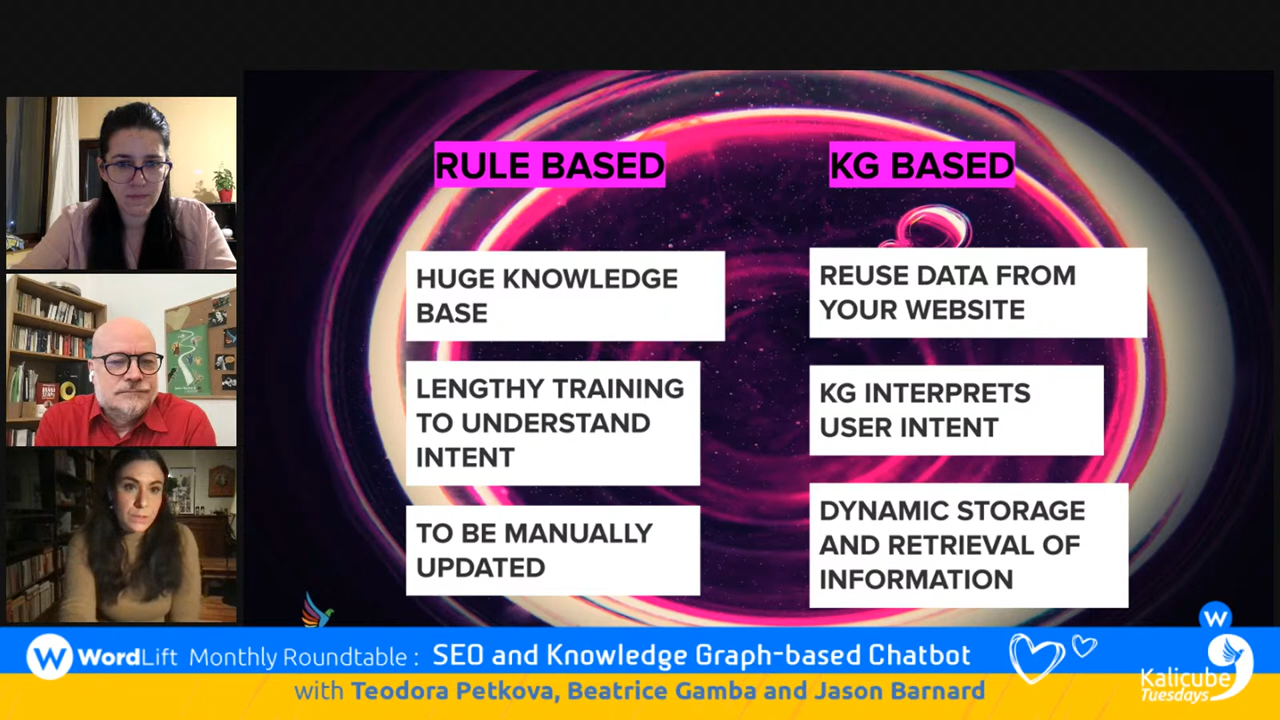 RULE BASED
HUGE KNOWLEDGE
BASE
LENGTHY TRAINING
TO UNDERSTAND
INTENT
TO BE MANUALLY
UPDATED
KG BASED
REUSE DATA FROM
YOUR WEBSITE
KG INTERPRETS
USER INTENT
DYNAMIC STORAGE
AND RETRIEVAL OF
INFORMATION
W
W WordLift Monthly Roundtable : SEO and Knowledge Graph-based Chatbot
with Teodora Petkova, Beatrice Gamba and Jason Barnard
Kalicube
Tuesdays